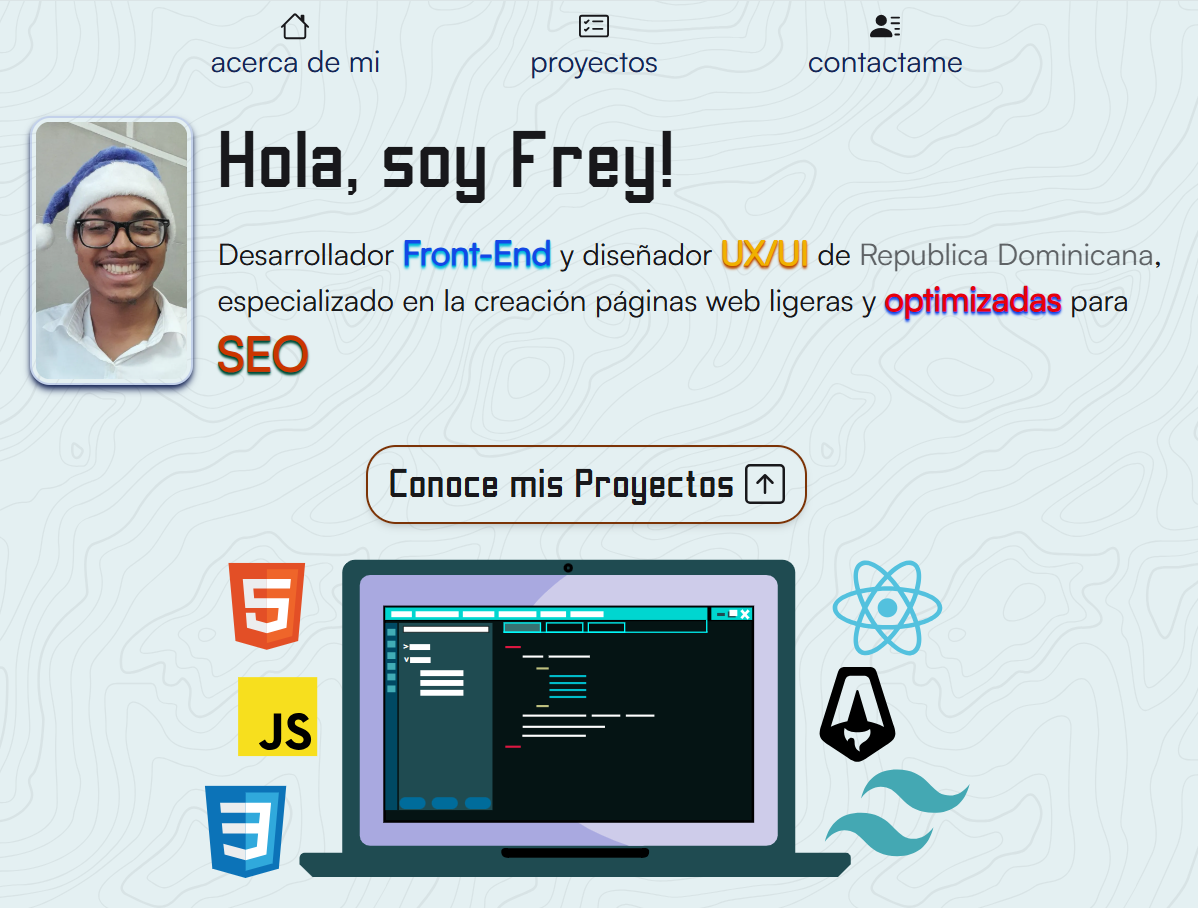 acerca de mi
proyectos
contactame
Hola, soy Frey!
Desarrollador Front-End y diseñador UX/UI de Republica Dominicana,
especializado en la creación páginas web ligeras y optimizadas para
SEO
Conoce mis Proyectos
5
JS
3